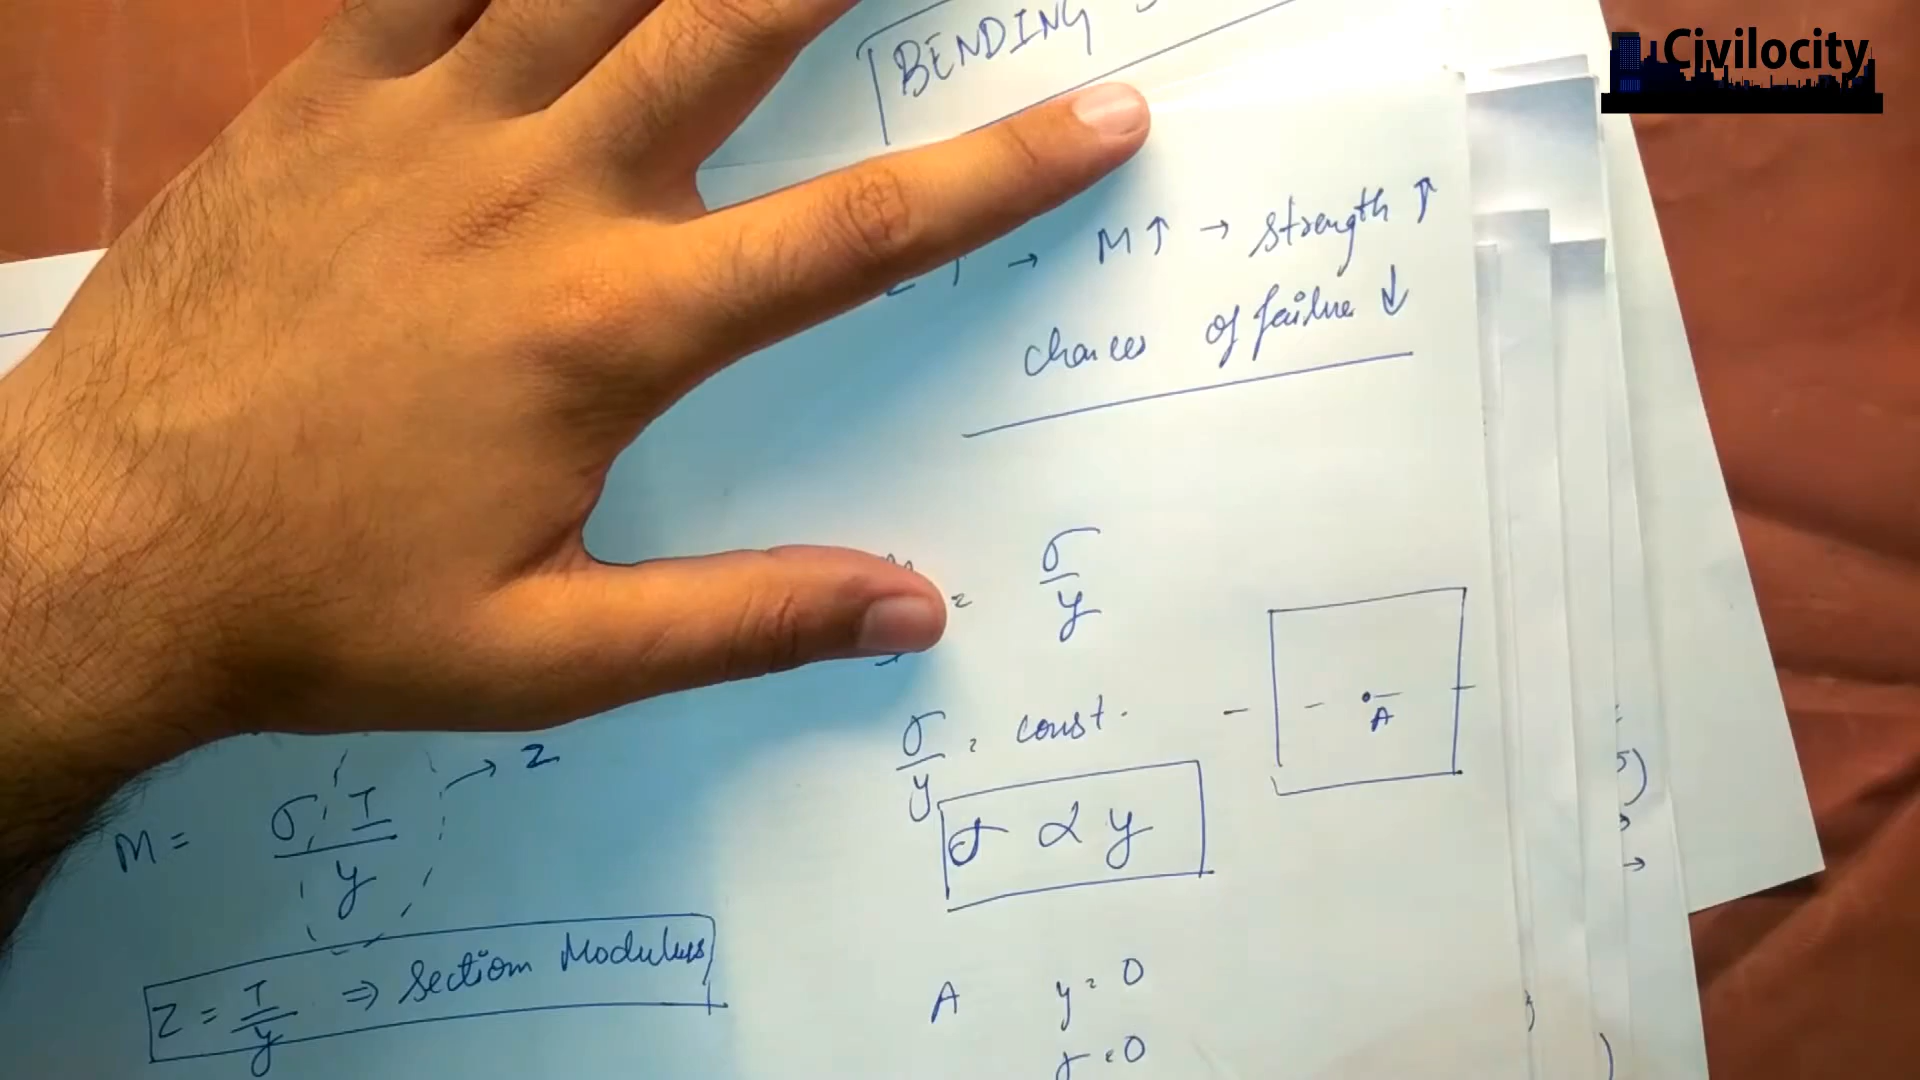 Civilocity
BENDING
Z ↑ → M↑ → strength ↑
chances of failure ↓
= σ/y
σ/y = const.
σ ∝ y
A
M = σ I/y
→ Z
Z = I/y ⇒ Section Modulus
A y = 0
σ = 0